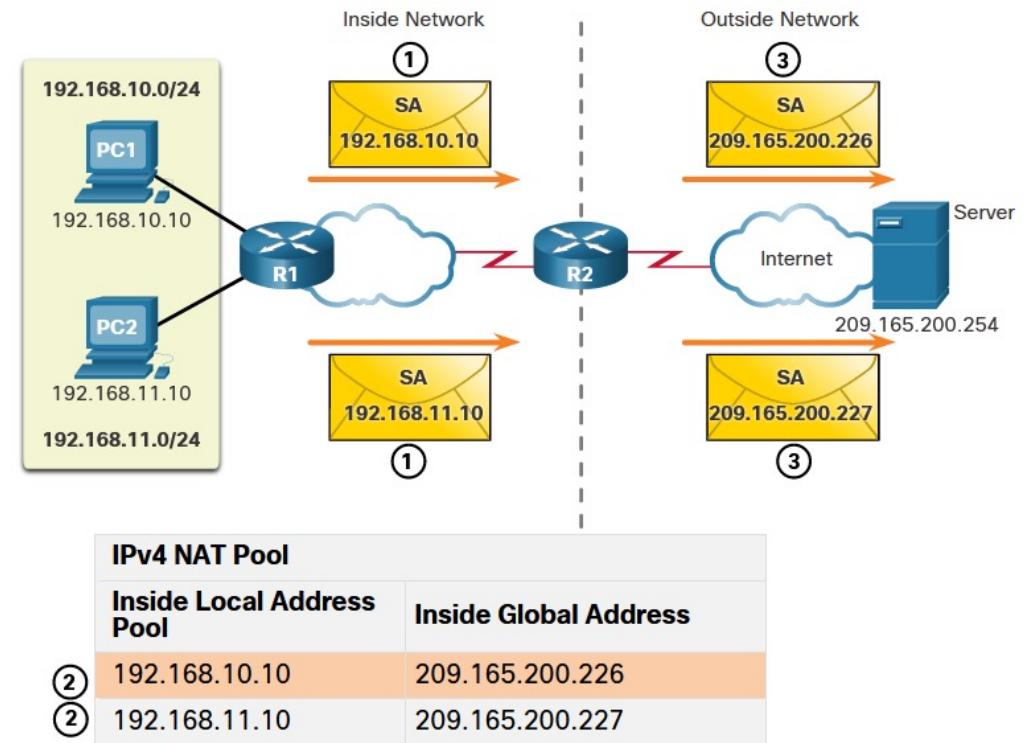 Inside Network
Outside Network
1
3
192.168.10.0/24
SA
192.168.10.10
SA
209.165.200.226
PC1
192.168.10.10
R1
R2
Internet
Server
209.165.200.254
PC2
192.168.11.10
192.168.11.0/24
SA
192.168.11.10
SA
209.165.200.227
1
3
IPv4 NAT Pool
Inside Local Address
Pool
Inside Global Address
2
192.168.10.10
209.165.200.226
2
192.168.11.10
209.165.200.227